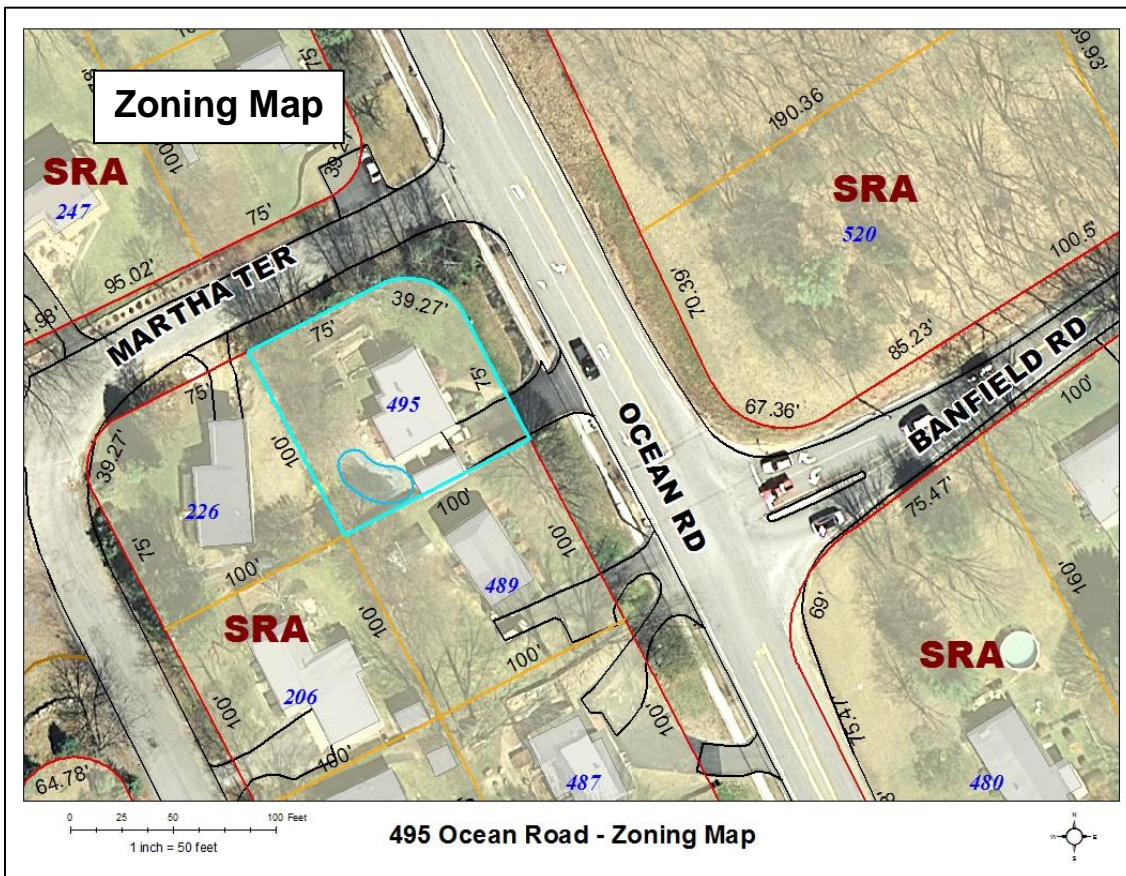 Zoning Map
75'
39.27'
69.93'
190.36
100'
SRA
247
75'
95.02'
MARTHA TER
SRA
520
100.5'
70.39'
85.23'
67.36'
BANFIELD RD
100'
75.47'
39.27'
75'
75'
495
75'
100'
100'
OCEAN RD
39.27'
226
75'
100'
489
100'
100'
SRA
206
100'
100'
100'
100'
487
100'
69'
160'
SRA
75.47
480
64.78'
0 25 50 100 Feet
1 inch = 50 feet
495 Ocean Road - Zoning Map
N
W
E
S